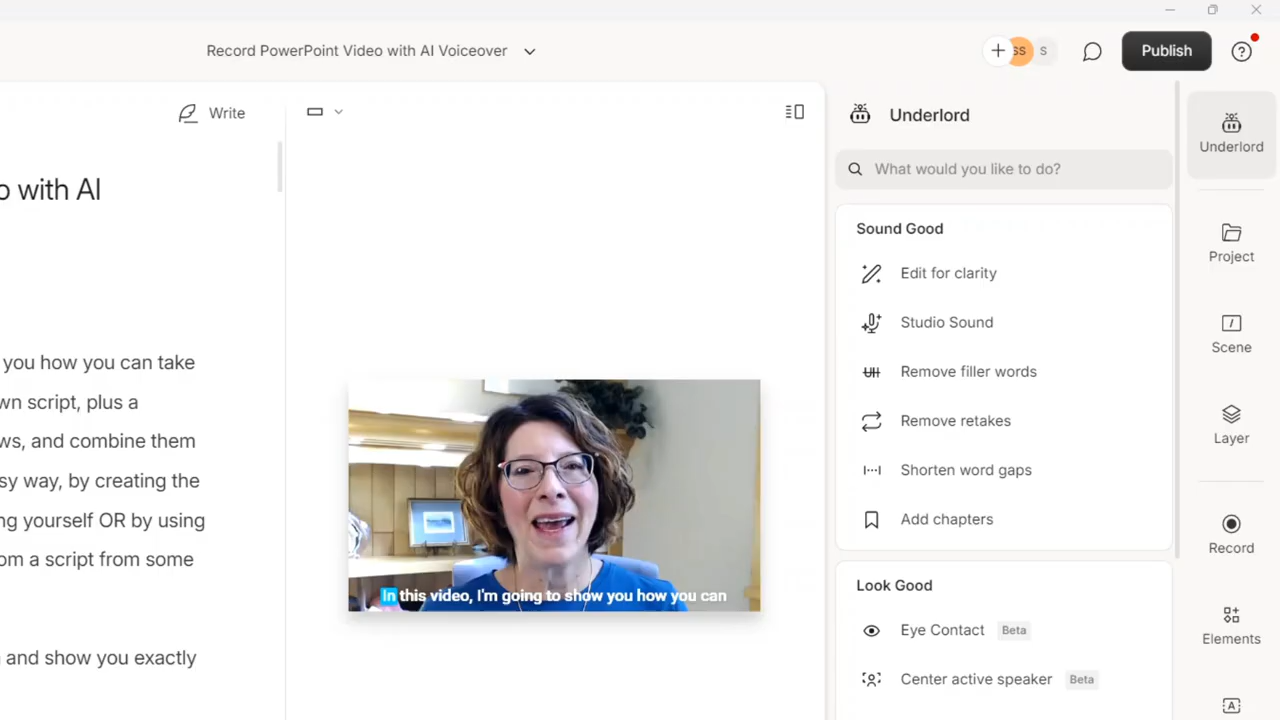 Record PowerPoint Video with AI Voiceover
SS
S
Publish
Write
o with AI
you how you can take
wn script, plus a
ws, and combine them
sy way, by creating the
ng yourself OR by using
om a script from some
and show you exactly
In this video, I'm going to show you how you can
Underlord
What would you like to do?
Sound Good
Edit for clarity
Studio Sound
UH
Remove filler words
Remove retakes
Shorten word gaps
Add chapters
Look Good
Eye Contact Beta
Center active speaker Beta
Underlord
Project
Scene
Layer
Record
Elements